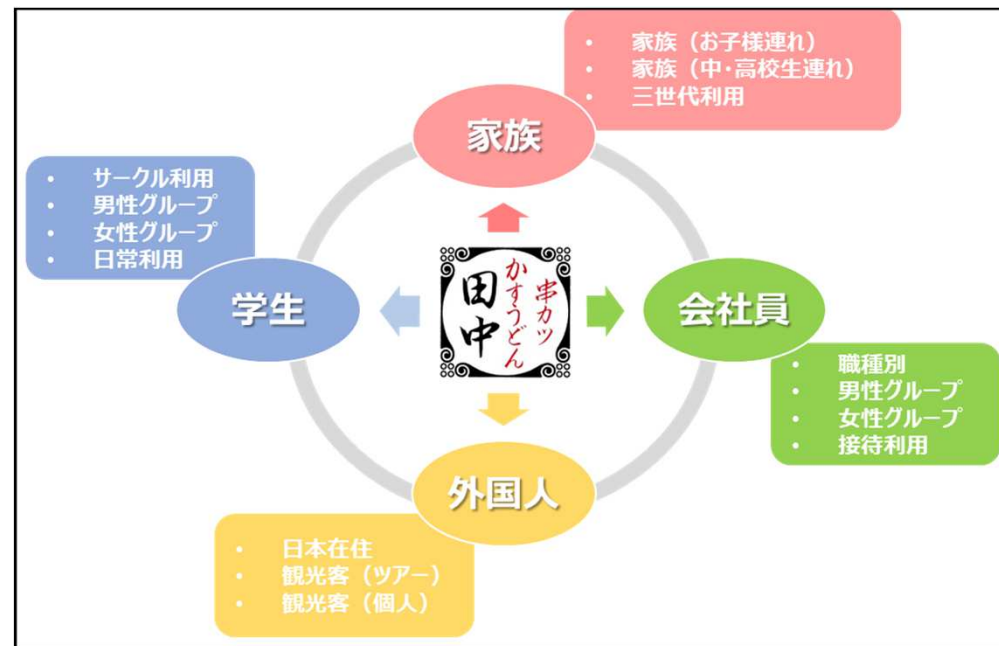 ・ 家族（お子様連れ）
・ 家族（中・高校生連れ）
・ 三世代利用
家族
・ サークル利用
・ 男性グループ
・ 女性グループ
・ 日常利用
学生
串カツ
かすうどん
田中
会社員
・ 職種別
・ 男性グループ
・ 女性グループ
・ 接待利用
外国人
・ 日本在住
・ 観光客（ツアー）
・ 観光客（個人）